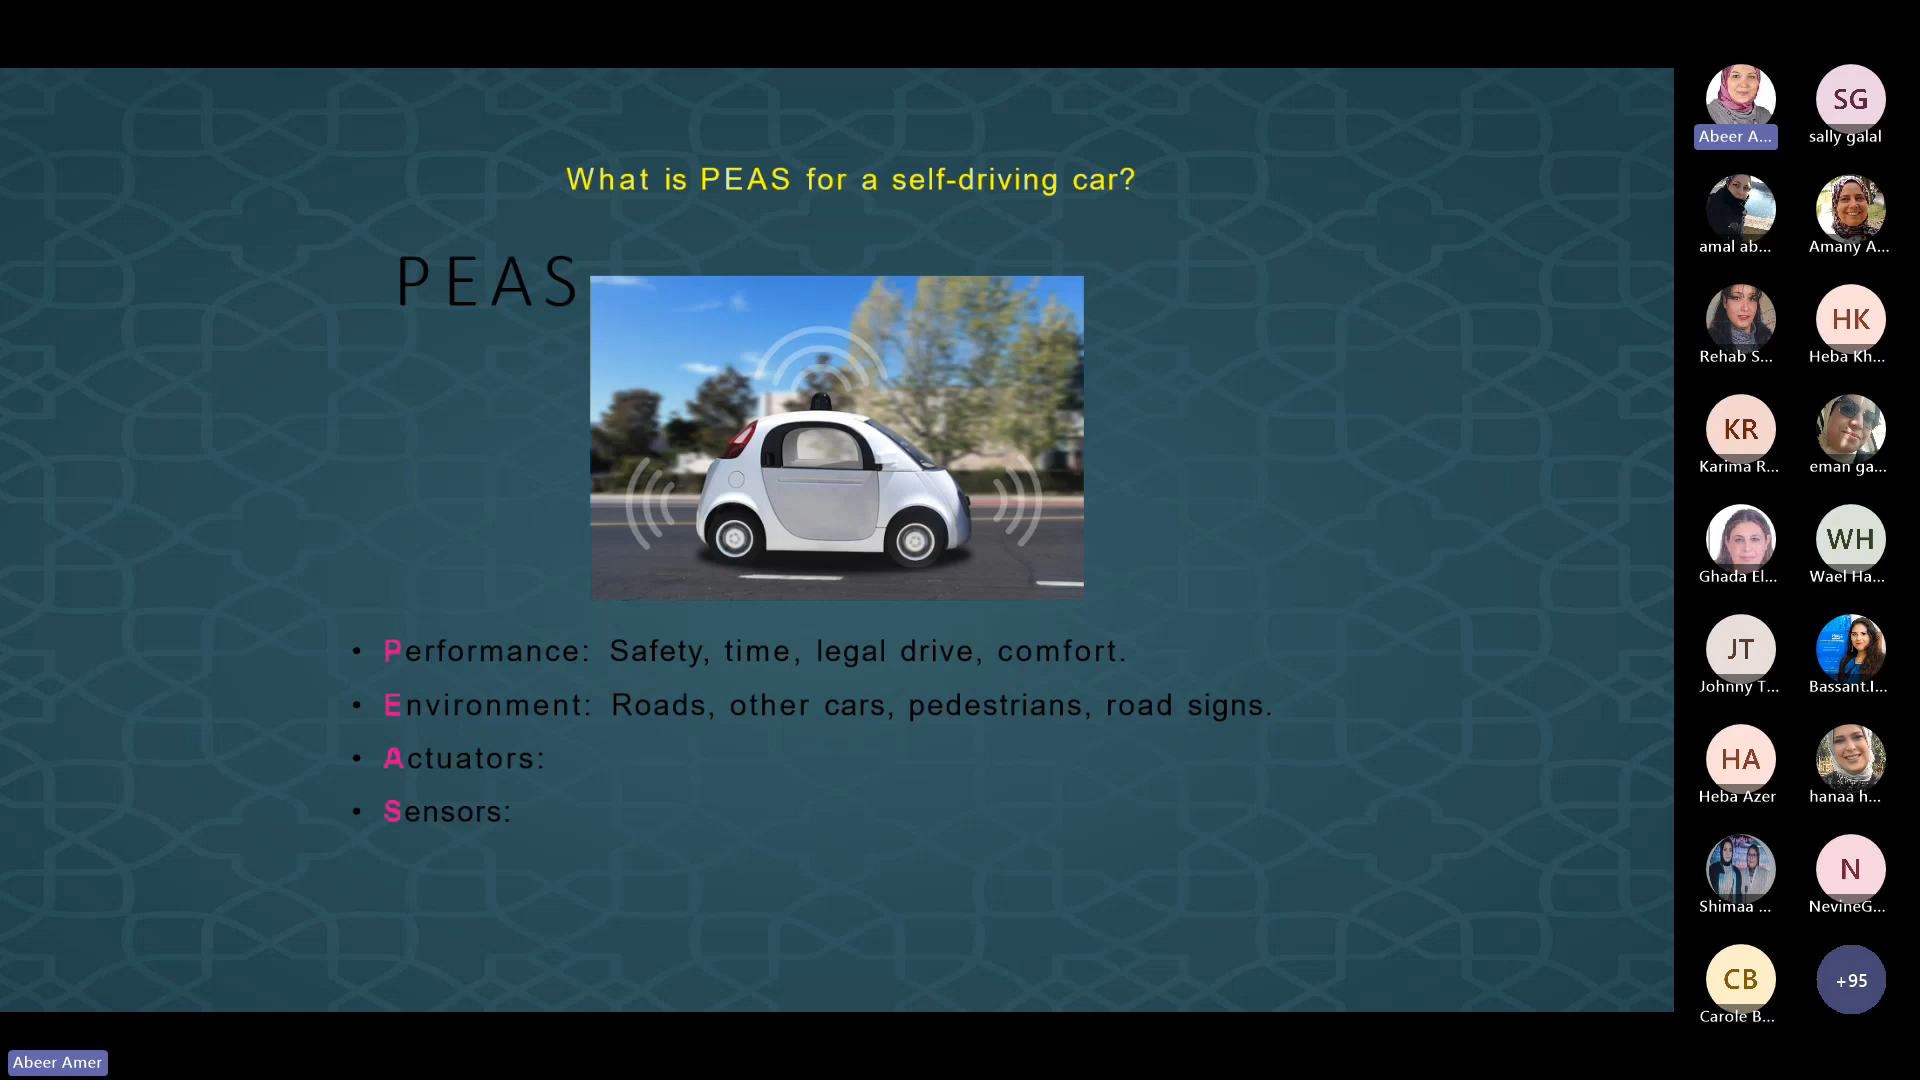 What is PEAS for a self-driving car?
PEAS
• Performance: Safety, time, legal drive, comfort.
• Environment: Roads, other cars, pedestrians, road signs.
• Actuators:
• Sensors:
Abeer A...
SG
sally galal
amal ab...
Amany A...
Rehab S...
HK
Heba Kh...
KR
Karima R...
eman ga...
Ghada El...
WH
Wael Ha...
JT
Johnny T...
Bassant.I...
HA
Heba Azer
hanaa h...
Shimaa ...
N
NevineG...
CB
Carole B...
+95
Abeer Amer